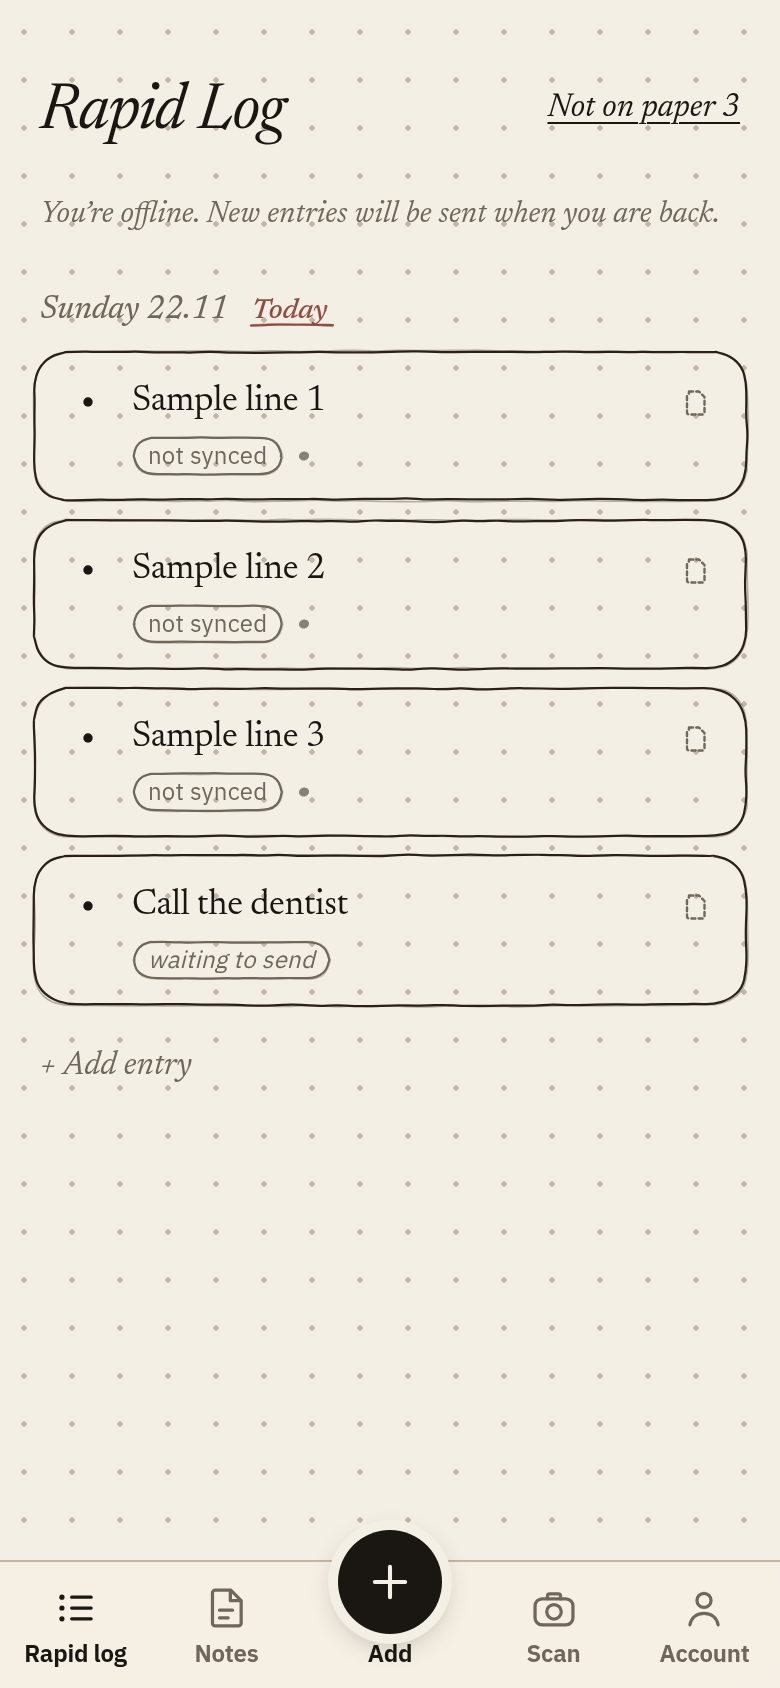 Rapid Log
Not on paper 3
You’re offline. New entries will be sent when you are back.
Sunday 22.11 Today
• Sample line 1
not synced •
• Sample line 2
not synced •
• Sample line 3
not synced •
• Call the dentist
waiting to send
+ Add entry
Rapid log Notes Add Scan Account